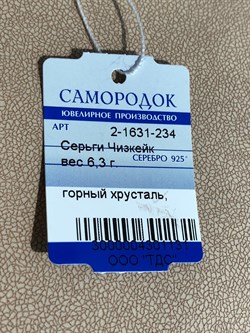 САМОРОДОК
ЮВЕЛИРНОЕ ПРОИЗВОДСТВО
АРТ 2-1631-234
Серьги Чизкейк
вес 6,3 г. СЕРЕБРО 925°
горный хрусталь;
ООО "ТДС"